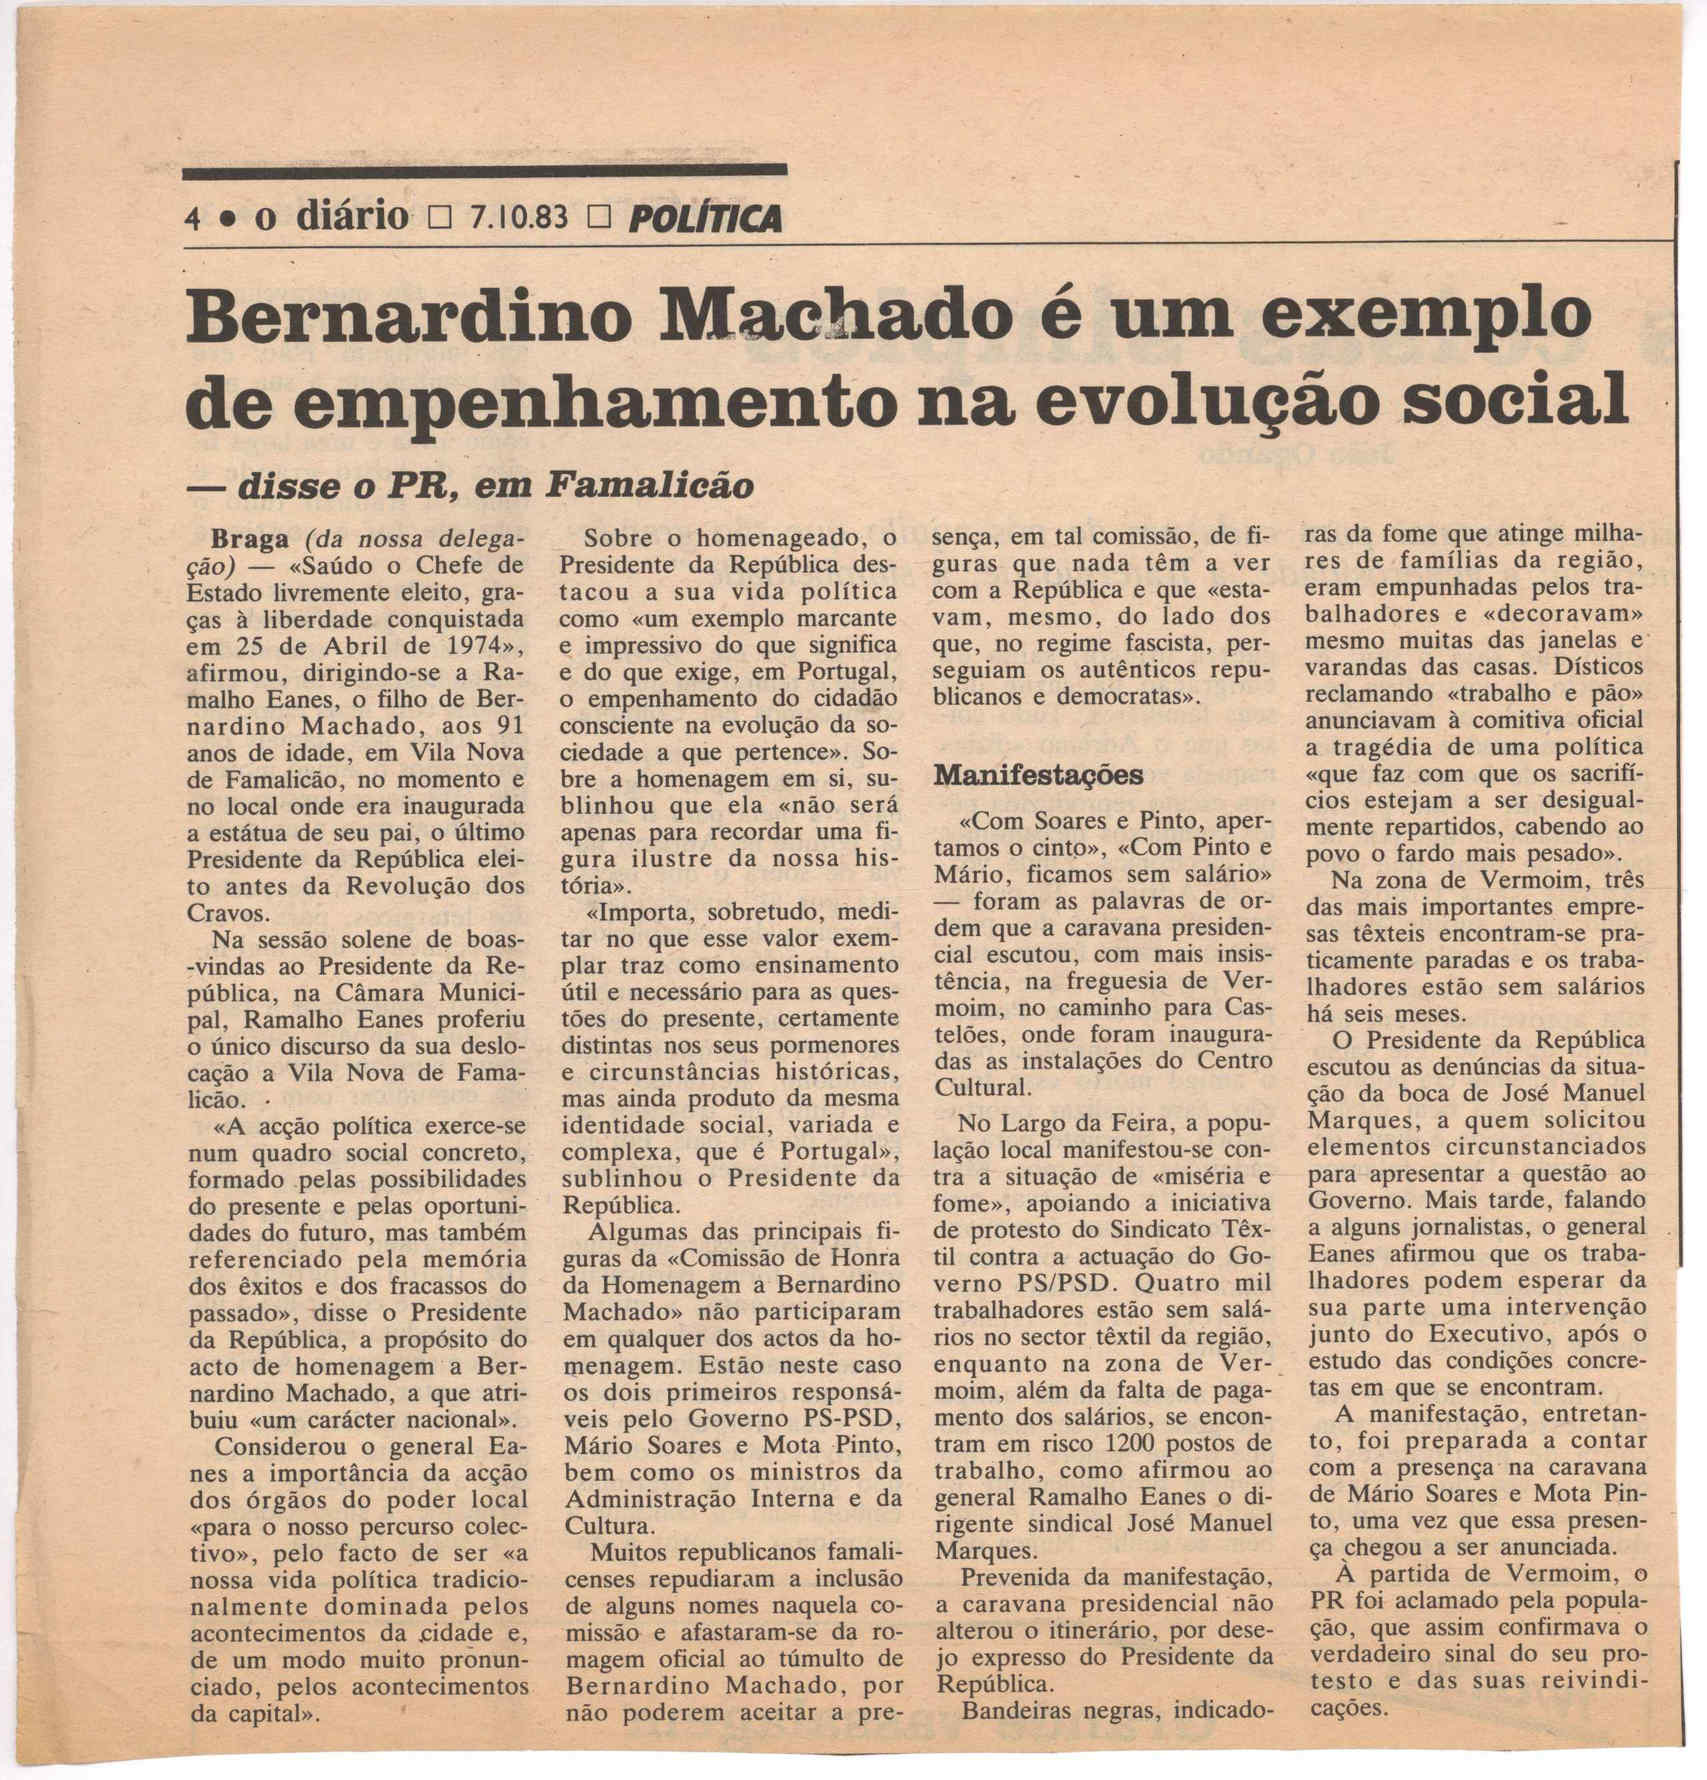 4 • o diário □ 7.10.83 □ POLÍTICA
Bernardino Machado é um exemplo
de empenhamento na evolução social
— disse o PR, em Famalicão
Braga (da nossa delega-
ção) — «Saúdo o Chefe de
Estado livremente eleito, gra-
ças à liberdade conquistada
em 25 de Abril de 1974»,
afirmou, dirigindo-se a Ra-
malho Eanes, o filho de Ber-
nardino Machado, aos 91
anos de idade, em Vila Nova
de Famalicão, no momento e
no local onde era inaugurada
a estátua de seu pai, o último
Presidente da República elei-
to antes da Revolução dos
Cravos.
Na sessão solene de boas-
-vindas ao Presidente da Re-
pública, na Câmara Munici-
pal, Ramalho Eanes proferiu
o único discurso da sua deslo-
cação a Vila Nova de Fama-
licão.
«A acção política exerce-se
num quadro social concreto,
formado pelas possibilidades
do presente e pelas oportuni-
dades do futuro, mas também
referenciado pela memória
dos êxitos e dos fracassos do
passado», disse o Presidente
da República, a propósito do
acto de homenagem a Ber-
nardino Machado, a que atri-
buiu «um carácter nacional».
Considerou o general Ea-
nes a importância da acção
dos órgãos do poder local
«para o nosso percurso colec-
tivo», pelo facto de ser «a
nossa vida política tradicio-
nalmente dominada pelos
acontecimentos da cidade e,
de um modo muito pronun-
ciado, pelos acontecimentos
da capital».
Sobre o homenageado, o
Presidente da República des-
tacou a sua vida política
como «um exemplo marcante
e impressivo do que significa
e do que exige, em Portugal,
o empenhamento do cidadão
consciente na evolução da so-
ciedade a que pertence». So-
bre a homenagem em si, su-
blinhou que ela «não será
apenas para recordar uma fi-
gura ilustre da nossa his-
tória».
«Importa, sobretudo, medi-
tar no que esse valor exem-
plar traz como ensinamento
útil e necessário para as ques-
tões do presente, certamente
distintas nos seus pormenores
e circunstâncias históricas,
mas ainda produto da mesma
identidade social, variada e
complexa, que é Portugal»,
sublinhou o Presidente da
República.
Algumas das principais fi-
guras da «Comissão de Honra
da Homenagem a Bernardino
Machado» não participaram
em qualquer dos actos da ho-
menagem. Estão neste caso
os dois primeiros responsá-
veis pelo Governo PS-PSD,
Mário Soares e Mota Pinto,
bem como os ministros da
Administração Interna e da
Cultura.
Muitos republicanos famali-
censes repudiaram a inclusão
de alguns nomes naquela co-
missão e afastaram-se da ro-
magem oficial ao túmulto de
Bernardino Machado, por
não poderem aceitar a pre-
sença, em tal comissão, de fi-
guras que nada têm a ver
com a República e que «esta-
vam, mesmo, do lado dos
que, no regime fascista, per-
seguiam os autênticos repu-
blicanos e democratas».
Manifestações
«Com Soares e Pinto, aper-
tamos o cinto», «Com Pinto e
Mário, ficamos sem salário»
— foram as palavras de or-
dem que a caravana presiden-
cial escutou, com mais insis-
tência, na freguesia de Ver-
moim, no caminho para Cas-
telões, onde foram inaugura-
das as instalações do Centro
Cultural.
No Largo da Feira, a popu-
lação local manifestou-se con-
tra a situação de «miséria e
fome», apoiando a iniciativa
de protesto do Sindicato Têx-
til contra a actuação do Go-
verno PS/PSD. Quatro mil
trabalhadores estão sem salá-
rios no sector têxtil da região,
enquanto na zona de Ver-
moim, além da falta de paga-
mento dos salários, se encon-
tram em risco 1200 postos de
trabalho, como afirmou ao
general Ramalho Eanes o di-
rigente sindical José Manuel
Marques.
Prevenida da manifestação,
a caravana presidencial não
alterou o itinerário, por dese-
jo expresso do Presidente da
República.
Bandeiras negras, indicado-
ras da fome que atinge milha-
res de famílias da região,
eram empunhadas pelos tra-
balhadores e «decoravam»
mesmo muitas das janelas e
varandas das casas. Dísticos
reclamando «trabalho e pão»
anunciavam à comitiva oficial
a tragédia de uma política
«que faz com que os sacrifí-
cios estejam a ser desigual-
mente repartidos, cabendo ao
povo o fardo mais pesado».
Na zona de Vermoim, três
das mais importantes empre-
sas têxteis encontram-se pra-
ticamente paradas e os traba-
lhadores estão sem salários
há seis meses.
O Presidente da República
escutou as denúncias da situa-
ção da boca de José Manuel
Marques, a quem solicitou
elementos circunstanciados
para apresentar a questão ao
Governo. Mais tarde, falando
a alguns jornalistas, o general
Eanes afirmou que os traba-
lhadores podem esperar da
sua parte uma intervenção
junto do Executivo, após o
estudo das condições concre-
tas em que se encontram.
A manifestação, entretan-
to, foi preparada a contar
com a presença na caravana
de Mário Soares e Mota Pin-
to, uma vez que essa presen-
ça chegou a ser anunciada.
À partida de Vermoim, o
PR foi aclamado pela popula-
ção, que assim confirmava o
verdadeiro sinal do seu pro-
testo e das suas reivindi-
cações.